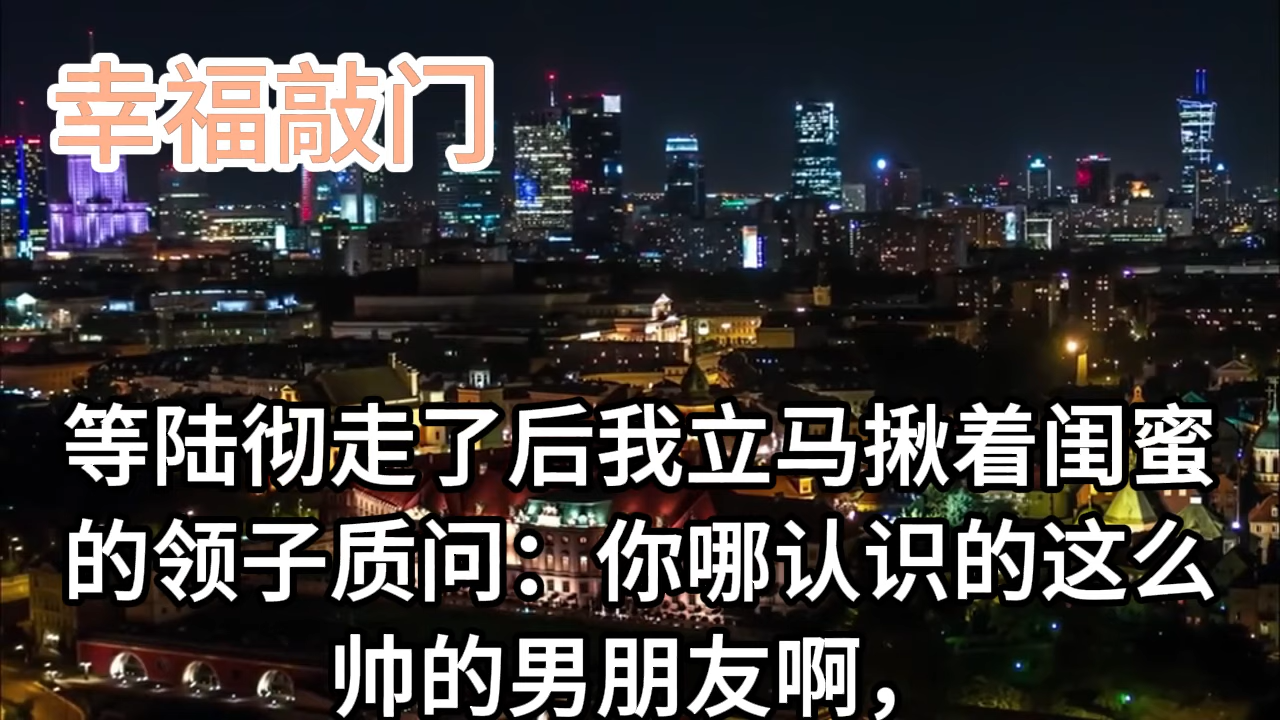 幸福敲门
等陆彻走了后我立马揪着闺蜜
的领子质问：你哪认识的这么
帅的男朋友啊，